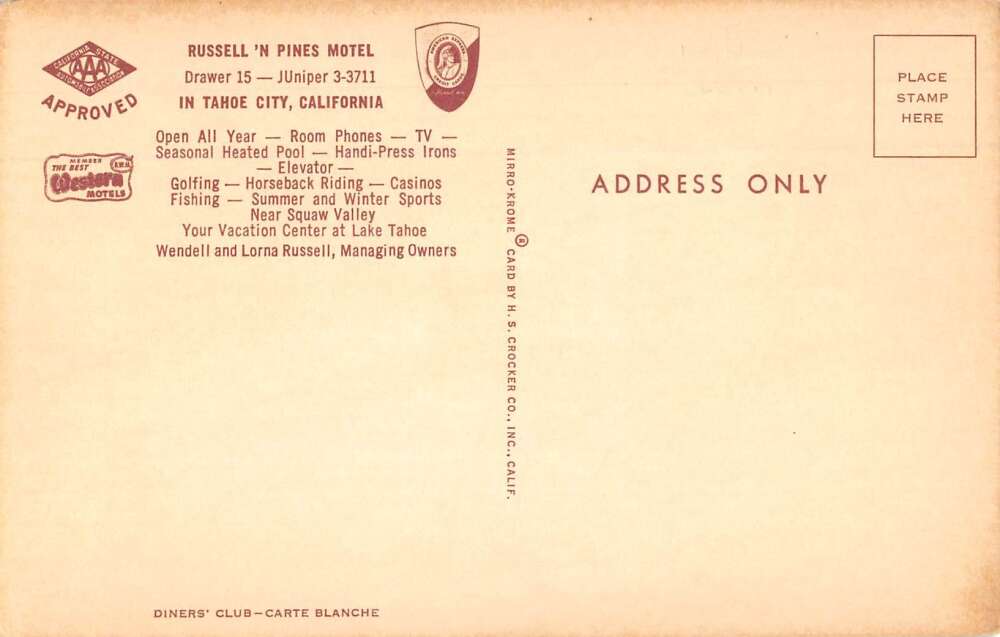 CALIFORNIA STATE
AAA
AUTOMOBILE ASSOCIATION
APPROVED
MEMBER
THE BEST
Western
MOTELS
RUSSELL 'N PINES MOTEL
Drawer 15 — JUniper 3-3711
IN TAHOE CITY, CALIFORNIA
AMERICAN EXPRESS
Open All Year — Room Phones — TV —
Seasonal Heated Pool — Handi-Press Irons
— Elevator —
Golfing — Horseback Riding — Casinos
Fishing — Summer and Winter Sports
Near Squaw Valley
Your Vacation Center at Lake Tahoe
Wendell and Lorna Russell, Managing Owners
DINERS' CLUB—CARTE BLANCHE
MIRRO-KROME ® CARD BY H. S. CROCKER CO., INC., CALIF.
PLACE
STAMP
HERE
ADDRESS ONLY